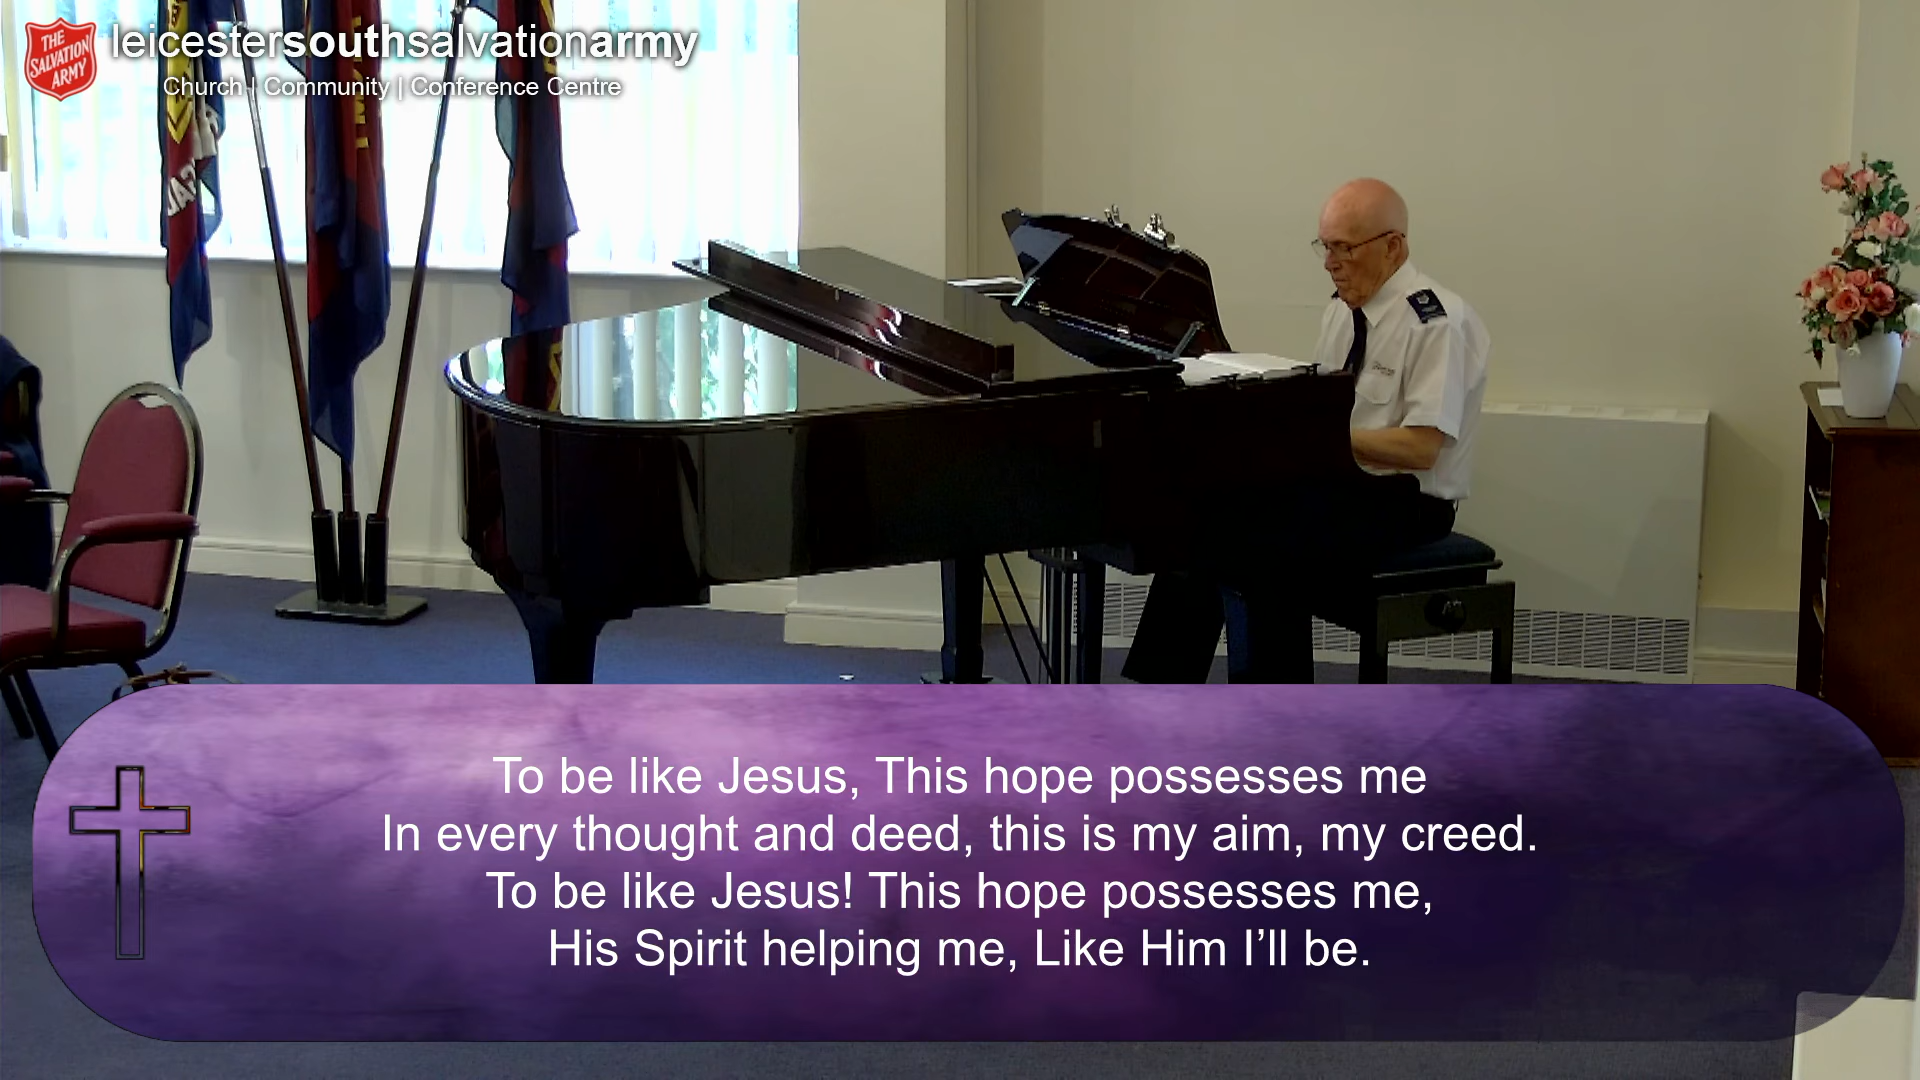 THE
SALVATION
ARMY
leicestersouthsalvationarmy
Church | Community | Conference Centre
To be like Jesus, This hope possesses me
In every thought and deed, this is my aim, my creed.
To be like Jesus! This hope possesses me,
His Spirit helping me, Like Him I’ll be.